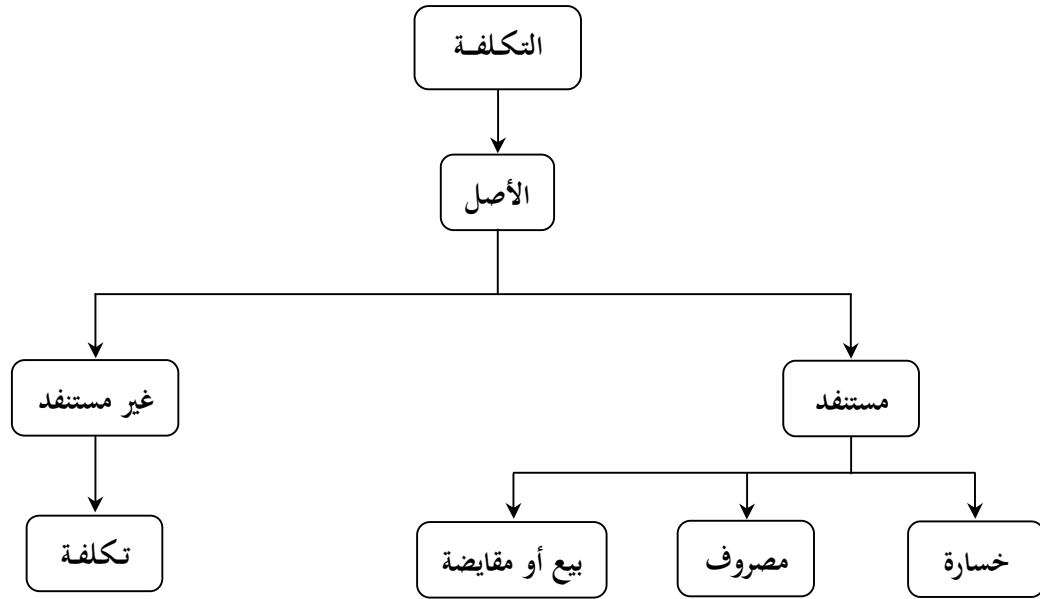 التكلفة
الأصل
مستنفد
غير مستنفد
خسارة
مصروف
بيع أو مقايضة
تكلفة